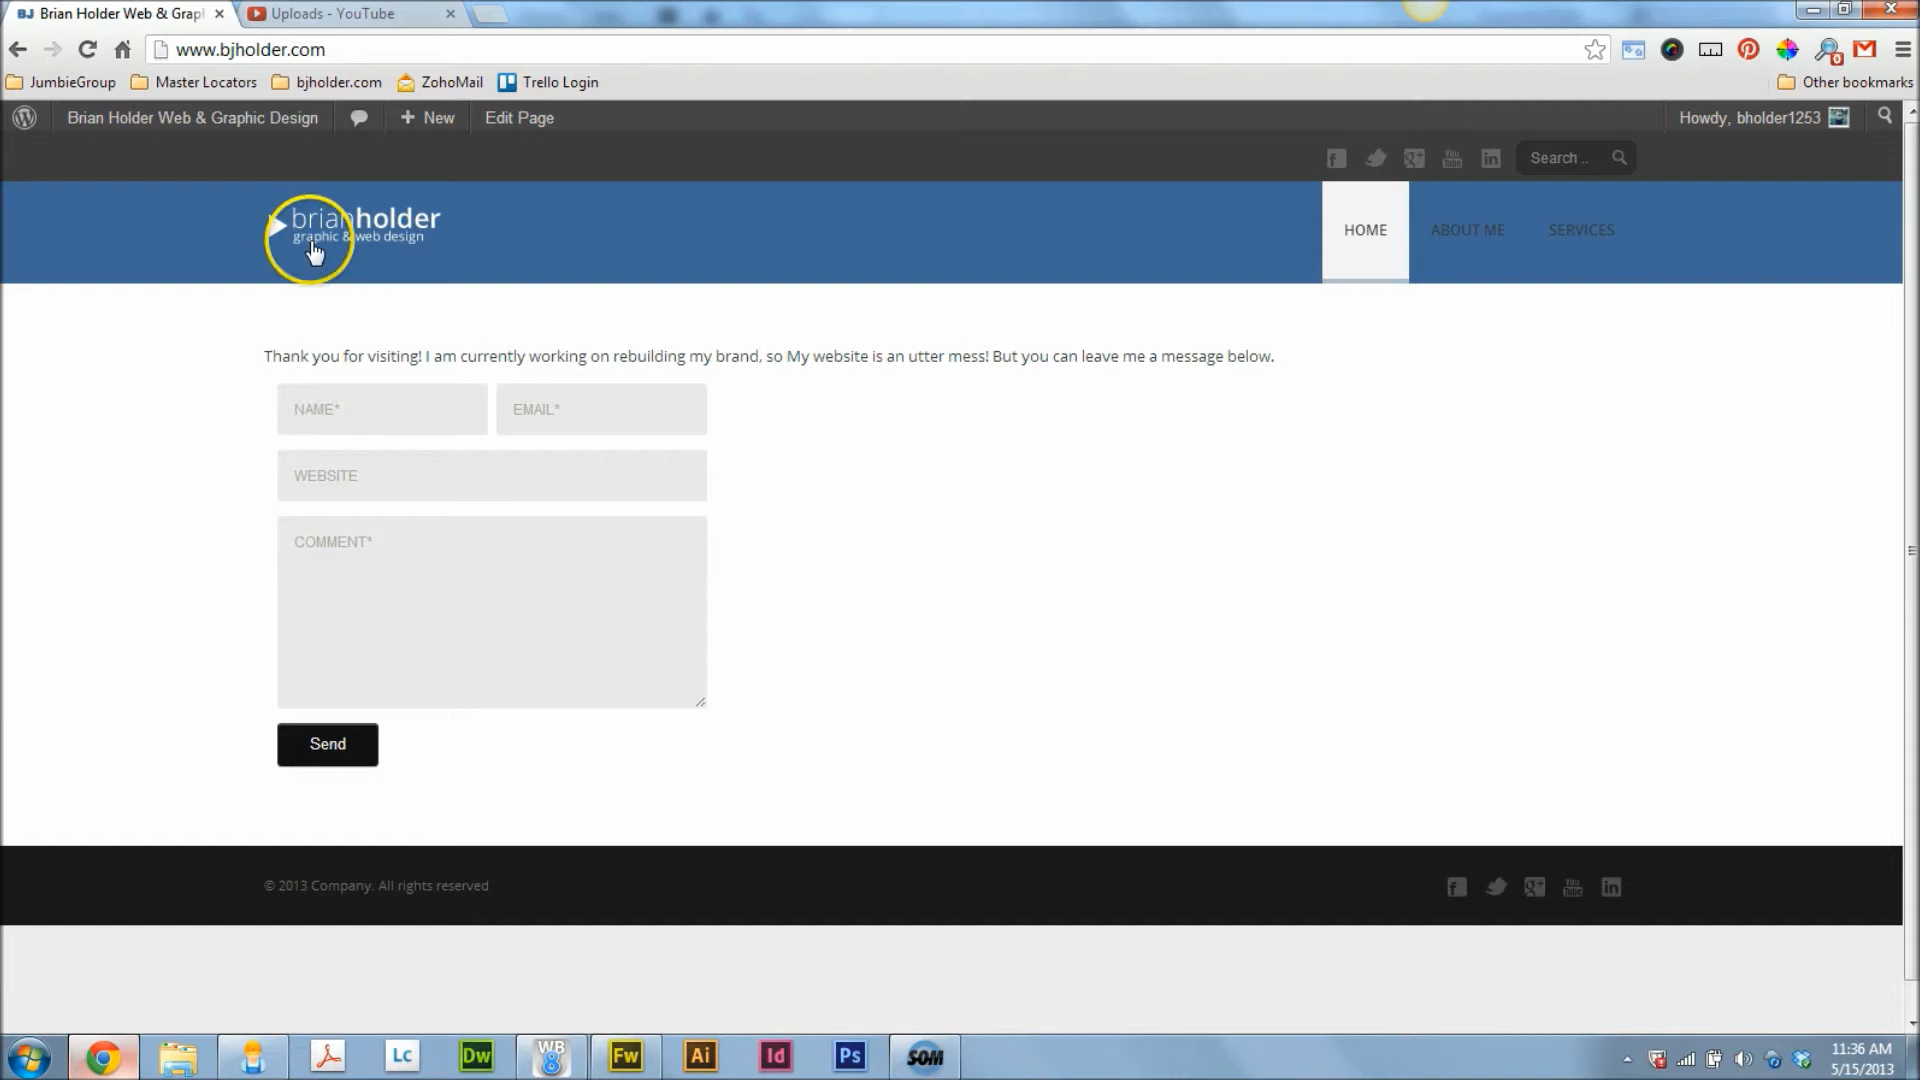 BJ Brian Holder Web & Grap
Uploads - YouTube
www.bjholder.com
0
JumbieGroup
Master Locators
bjholder.com
ZohoMail
Trello Login
Other bookmarks
Brian Holder Web & Graphic Design
+ New
Edit Page
Howdy, bholder1253
Search ..
brianholder
graphic & web design
HOME
ABOUT ME
SERVICES
Thank you for visiting! I am currently working on rebuilding my brand, so My website is an utter mess! But you can leave me a message below.
NAME*
EMAIL*
WEBSITE
COMMENT*
Send
© 2013 Company. All rights reserved
Lc
Dw
WB
8
Fw
Ai
Id
Ps
SOM
11:36 AM
5/15/2013